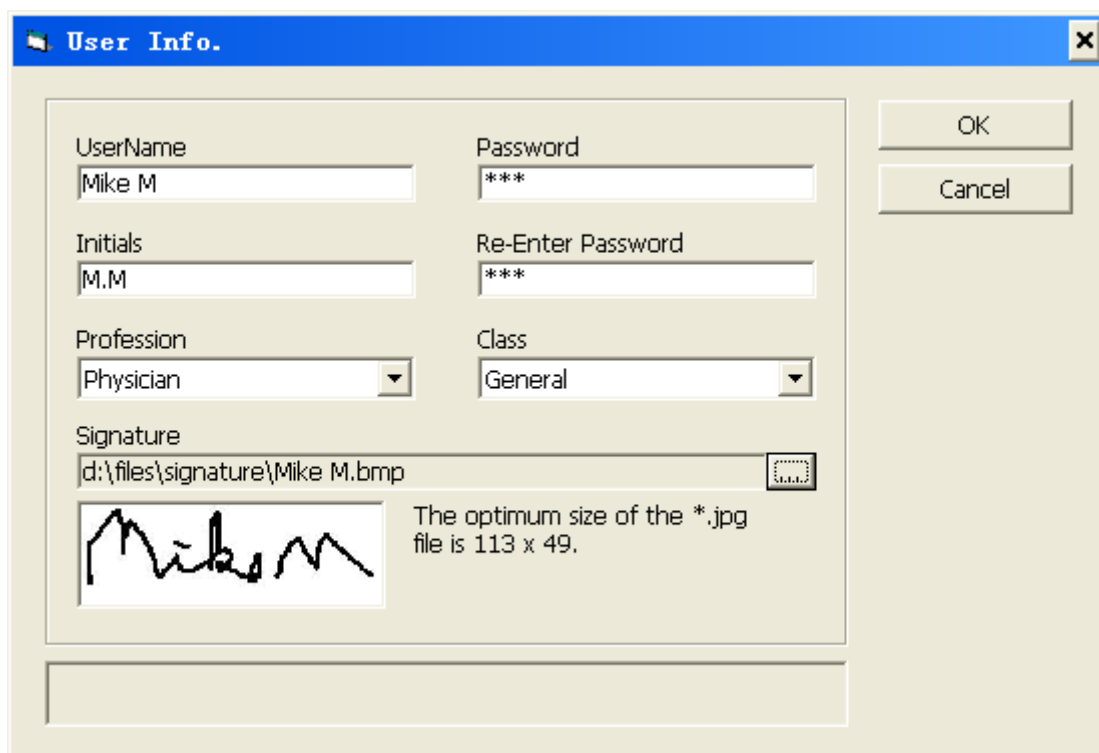 User Info.
OK
Cancel
UserName
Mike M
Password
***
Initials
M.M
Re-Enter Password
***
Profession
Physician
Class
General
Signature
d:\files\signature\Mike M.bmp
...
Mike M
The optimum size of the *.jpg
file is 113 x 49.